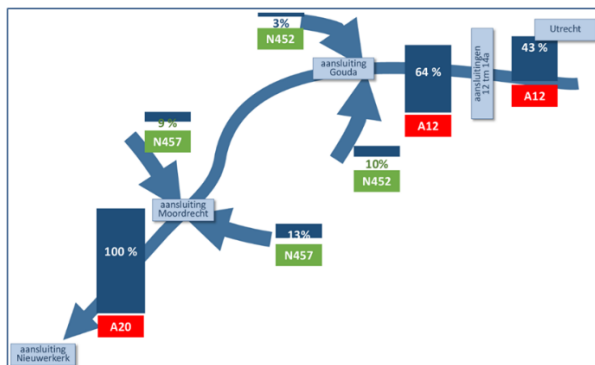 3%
N452
Utrecht
43 %
A12
aansluiting
Gouda
64 %
A12
aansluitingen
12 tm 14a
9 %
N457
10%
N452
aansluiting
Moordrecht
13%
N457
100 %
A20
aansluiting
Nieuwerkerk